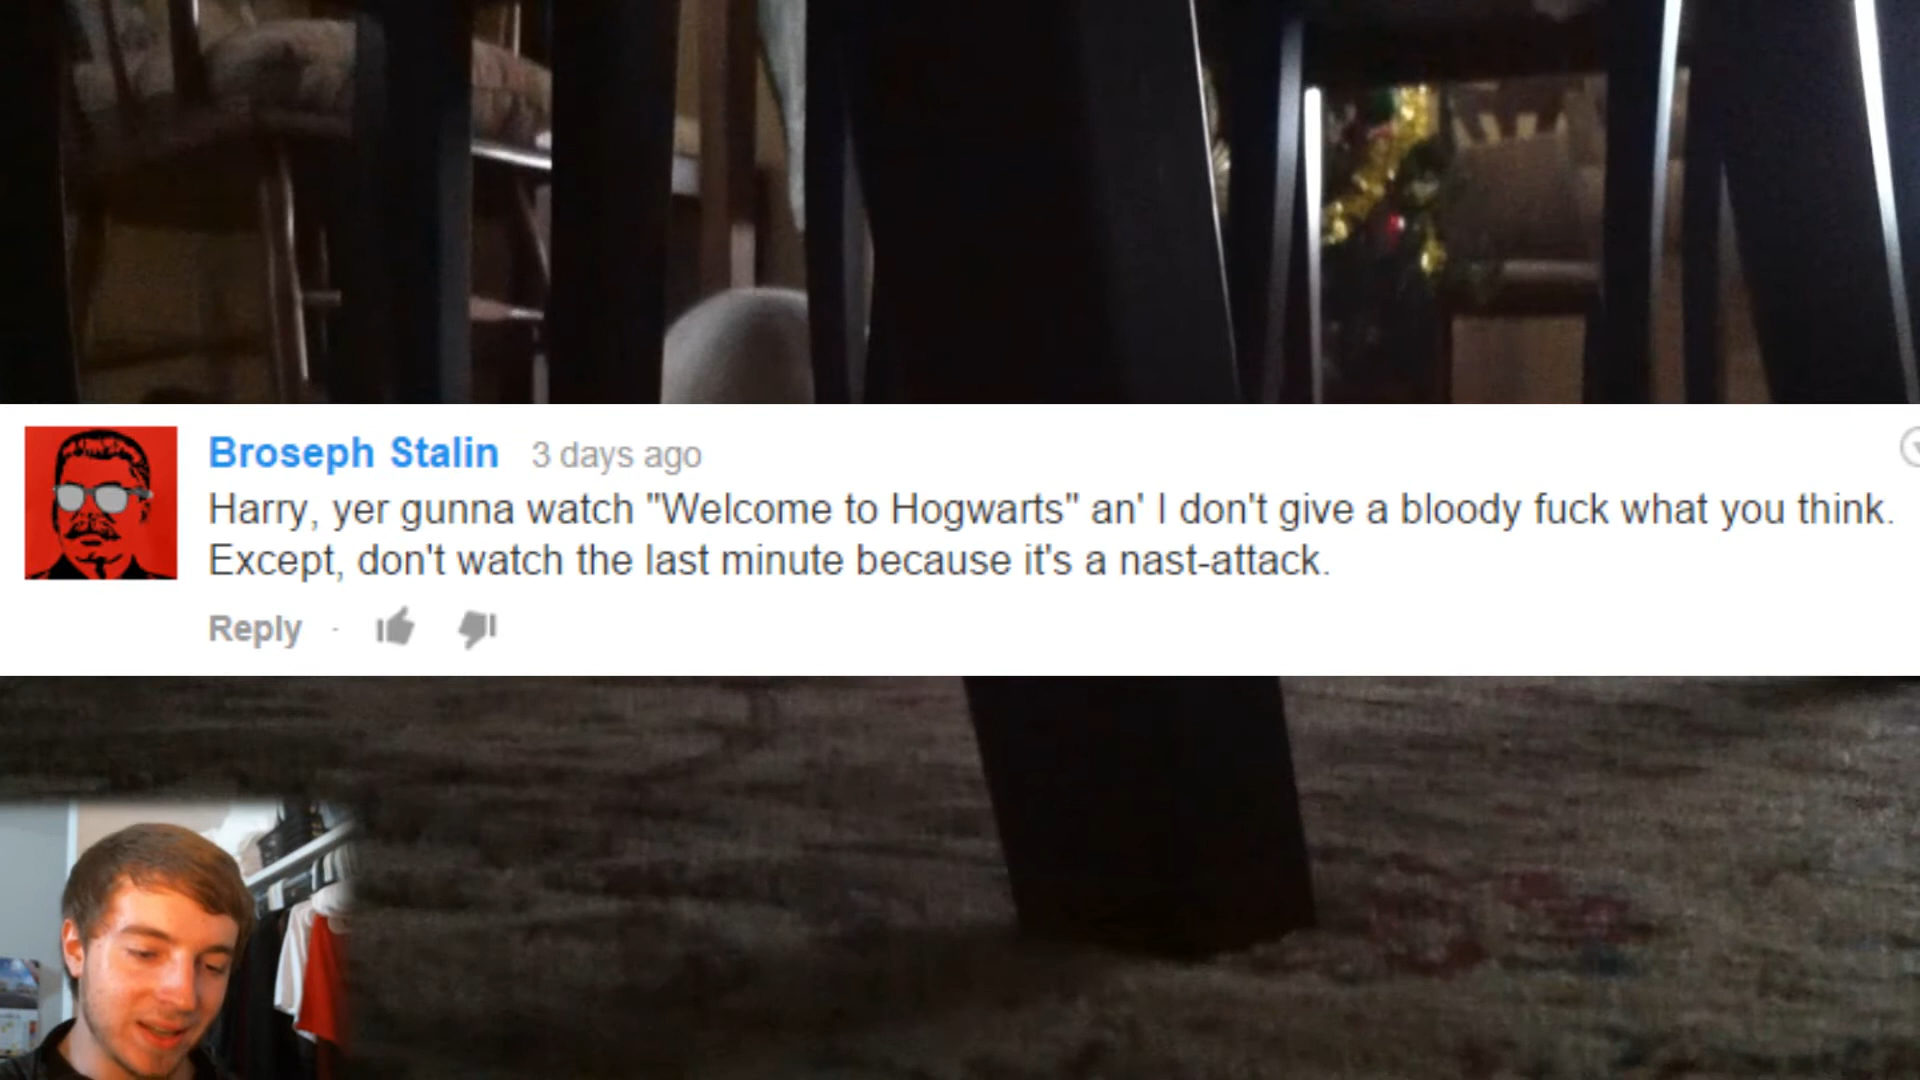 Broseph Stalin 3 days ago
Harry, yer gunna watch "Welcome to Hogwarts" an' I don't give a bloody fuck what you think.
Except, don't watch the last minute because it's a nast-attack.
Reply ·